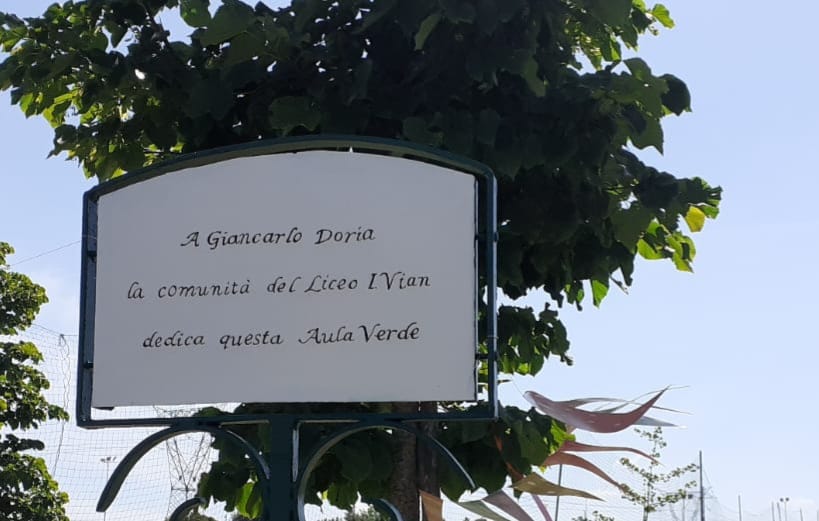 A Giancarlo Doria
la comunità del Liceo I.Vian
dedica questa Aula Verde